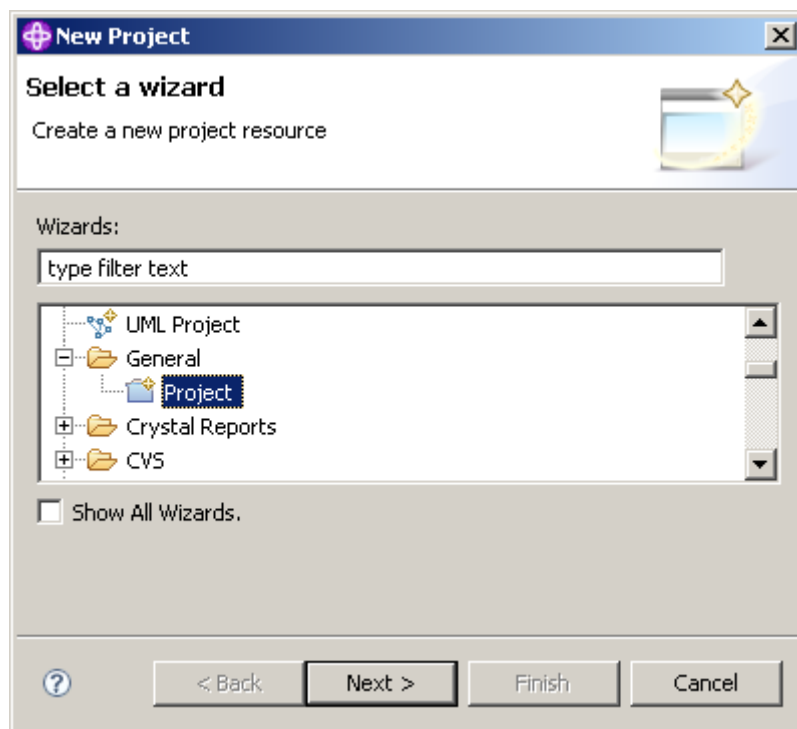 New Project
Select a wizard
Create a new project resource
Wizards:
type filter text
UML Project
General
Project
Crystal Reports
CVS
Show All Wizards.
? < Back Next > Finish Cancel